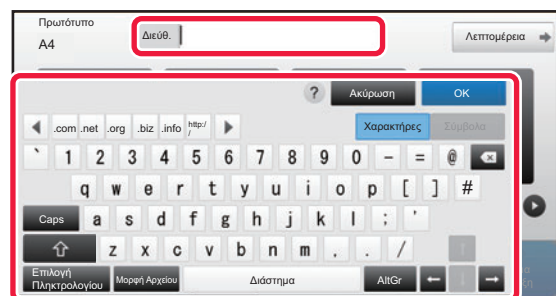 Πρωτότυπο
A4
Διεύθ.
Λεπτομέρεια
? Ακύρωση OK
.com .net .org .biz .info http://
Χαρακτήρες Σύμβολα
` 1 2 3 4 5 6 7 8 9 0 - = @
q w e r t y u i o p [ ] #
Caps a s d f g h j k l ; '
z x c v b n m , . /
Επιλογή Πληκτρολογίου Μορφή Αρχείου Διάστημα AltGr